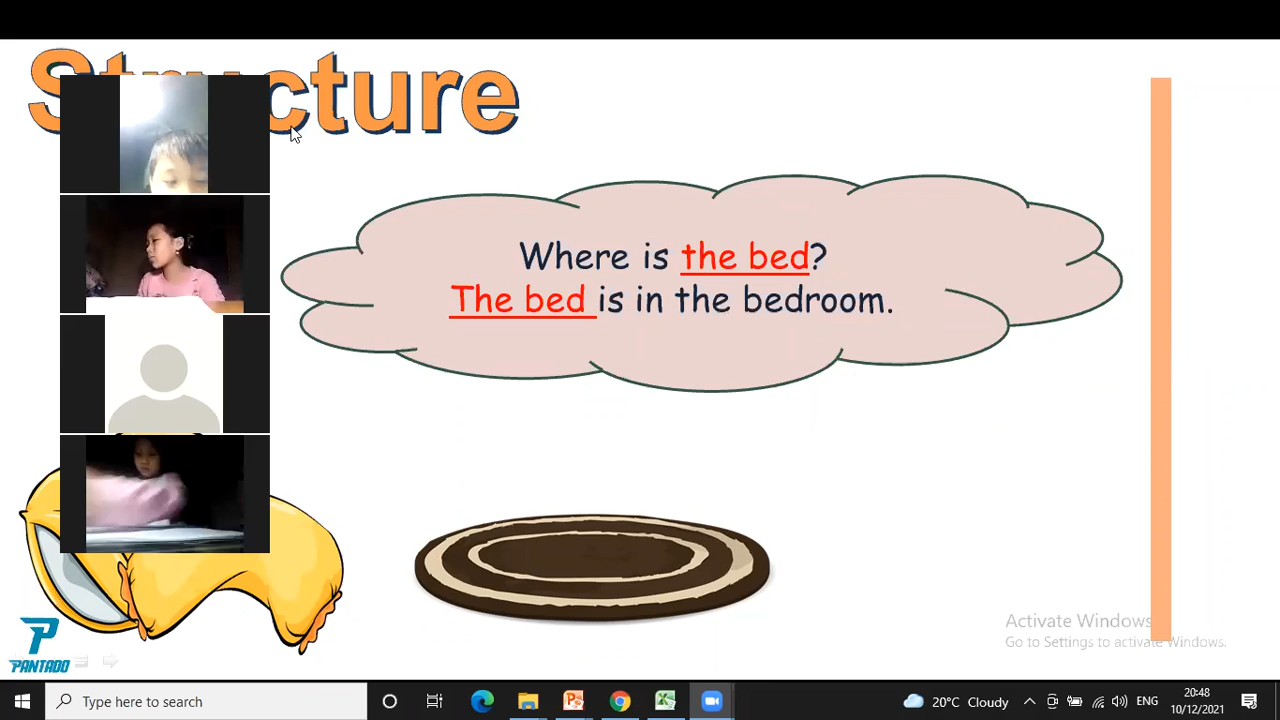 Structure
Where is the bed?
The bed is in the bedroom.
Activate Windows
Go to Settings to activate Windows.
PANTADO
Type here to search
20°C Cloudy
ENG
20:48
10/12/2021